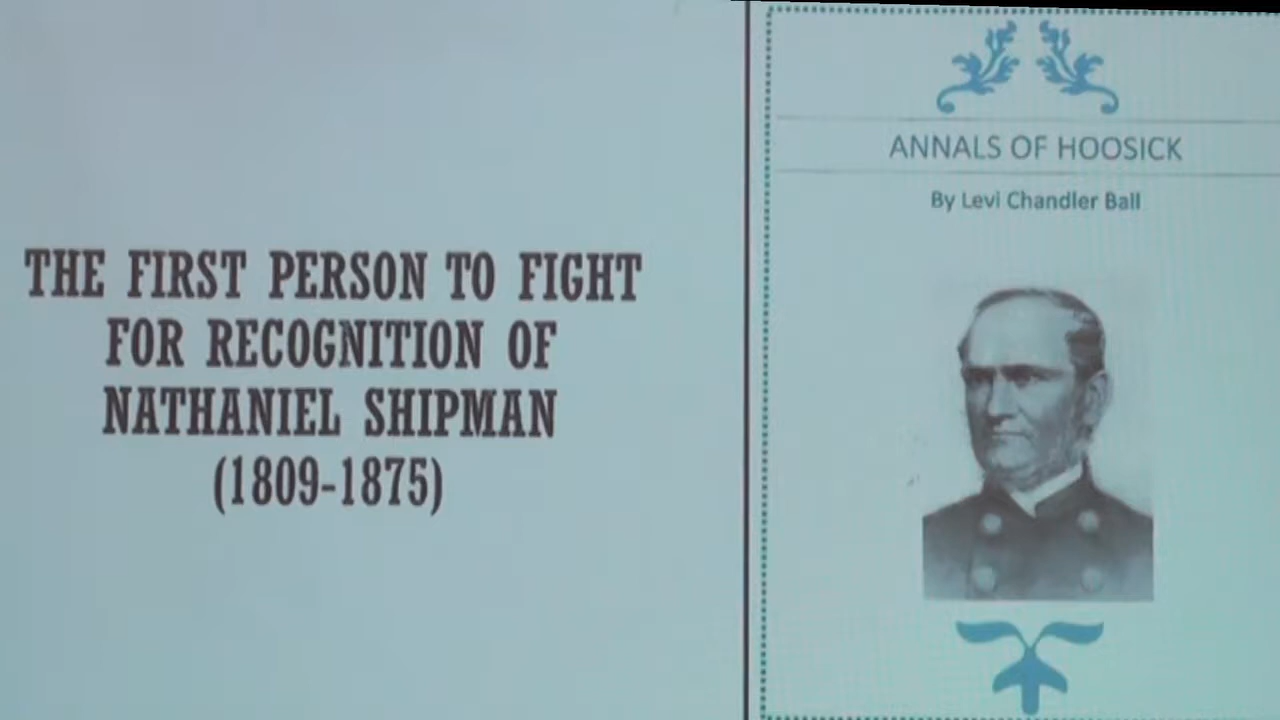 THE FIRST PERSON TO FIGHT
FOR RECOGNITION OF
NATHANIEL SHIPMAN
(1809-1875)
ANNALS OF HOOSICK
By Levi Chandler Ball